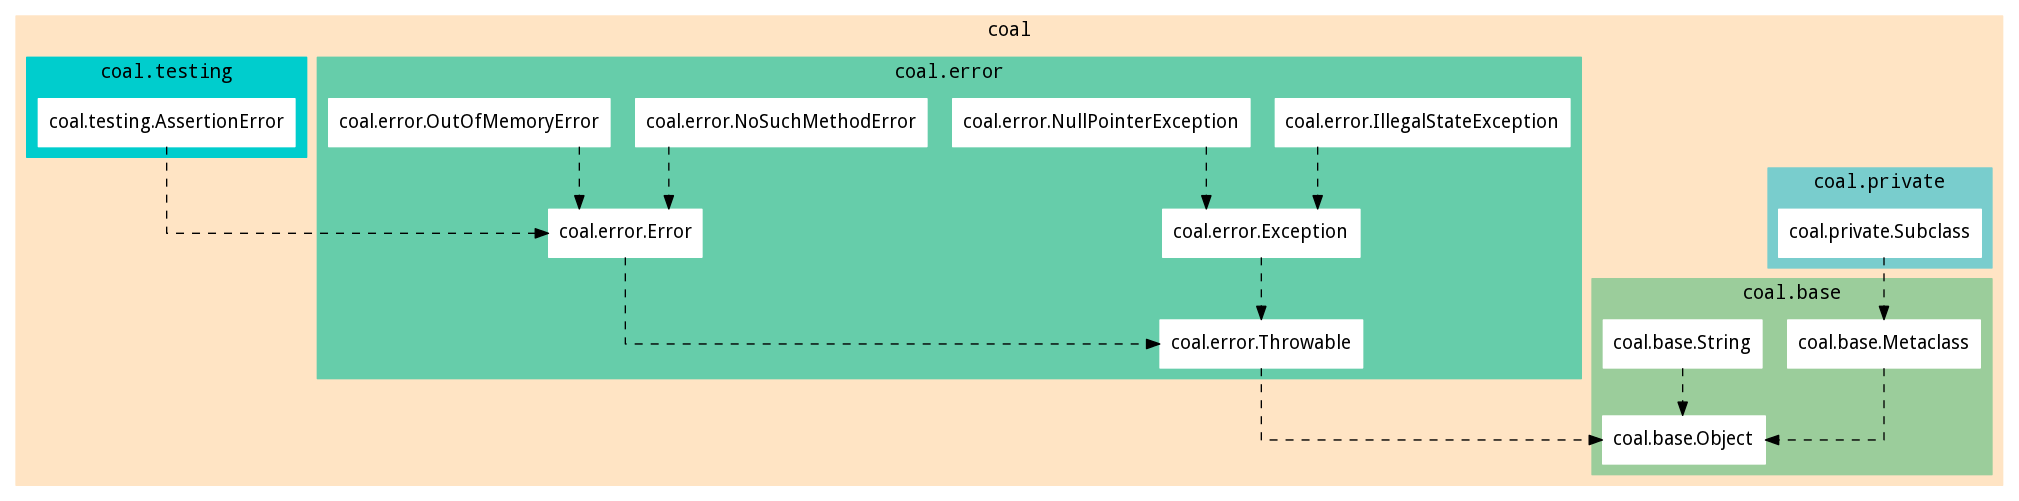 coal
coal.testing
coal.error
coal.testing.AssertionError
coal.error.OutOfMemoryError
coal.error.NoSuchMethodError
coal.error.NullPointerException
coal.error.IllegalStateException
coal.private
coal.error.Error
coal.error.Exception
coal.private.Subclass
coal.base
coal.error.Throwable
coal.base.String
coal.base.Metaclass
coal.base.Object